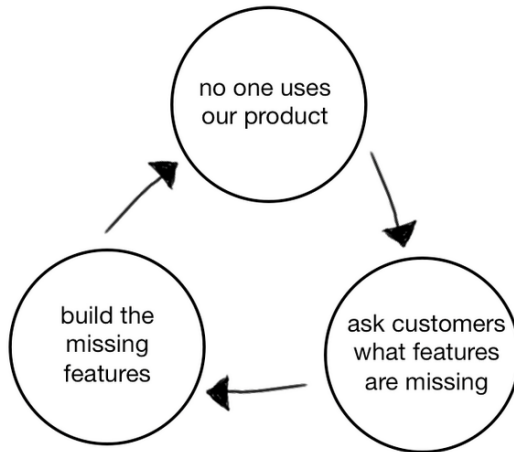 no one uses
our product
ask customers
what features
are missing
build the
missing
features